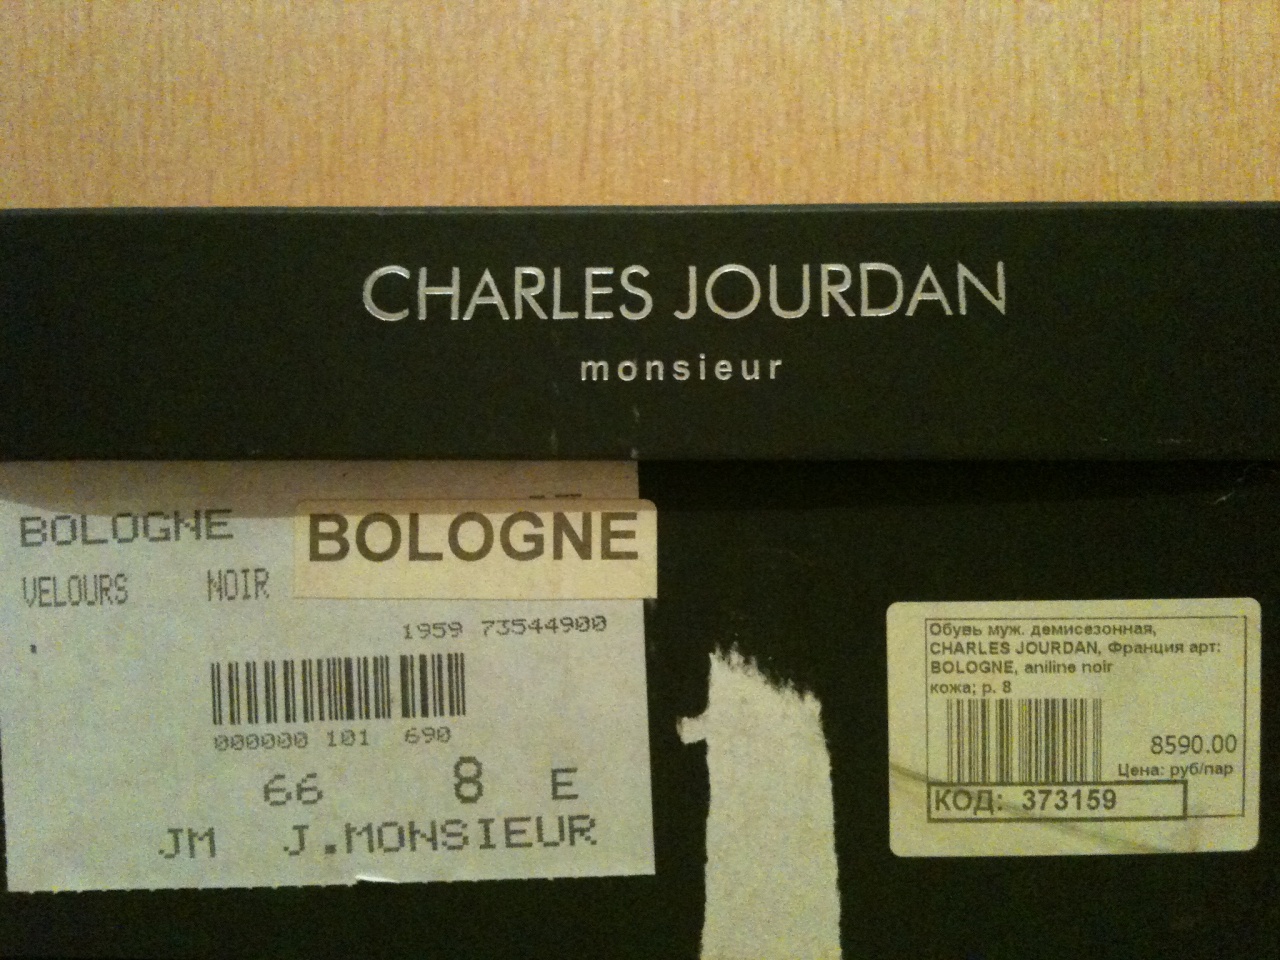 CHARLES JOURDAN
monsieur
BOLOGNE
BOLOGNE
VELOURS NOIR
1959 73544900
000000 101 690
66 8 E
JM J.MONSIEUR
Обувь муж. демисезонная,
CHARLES JOURDAN, Франция арт:
BOLOGNE, aniline noir
кожа; р. 8
8590.00
Цена: руб/пар
КОД: 373159